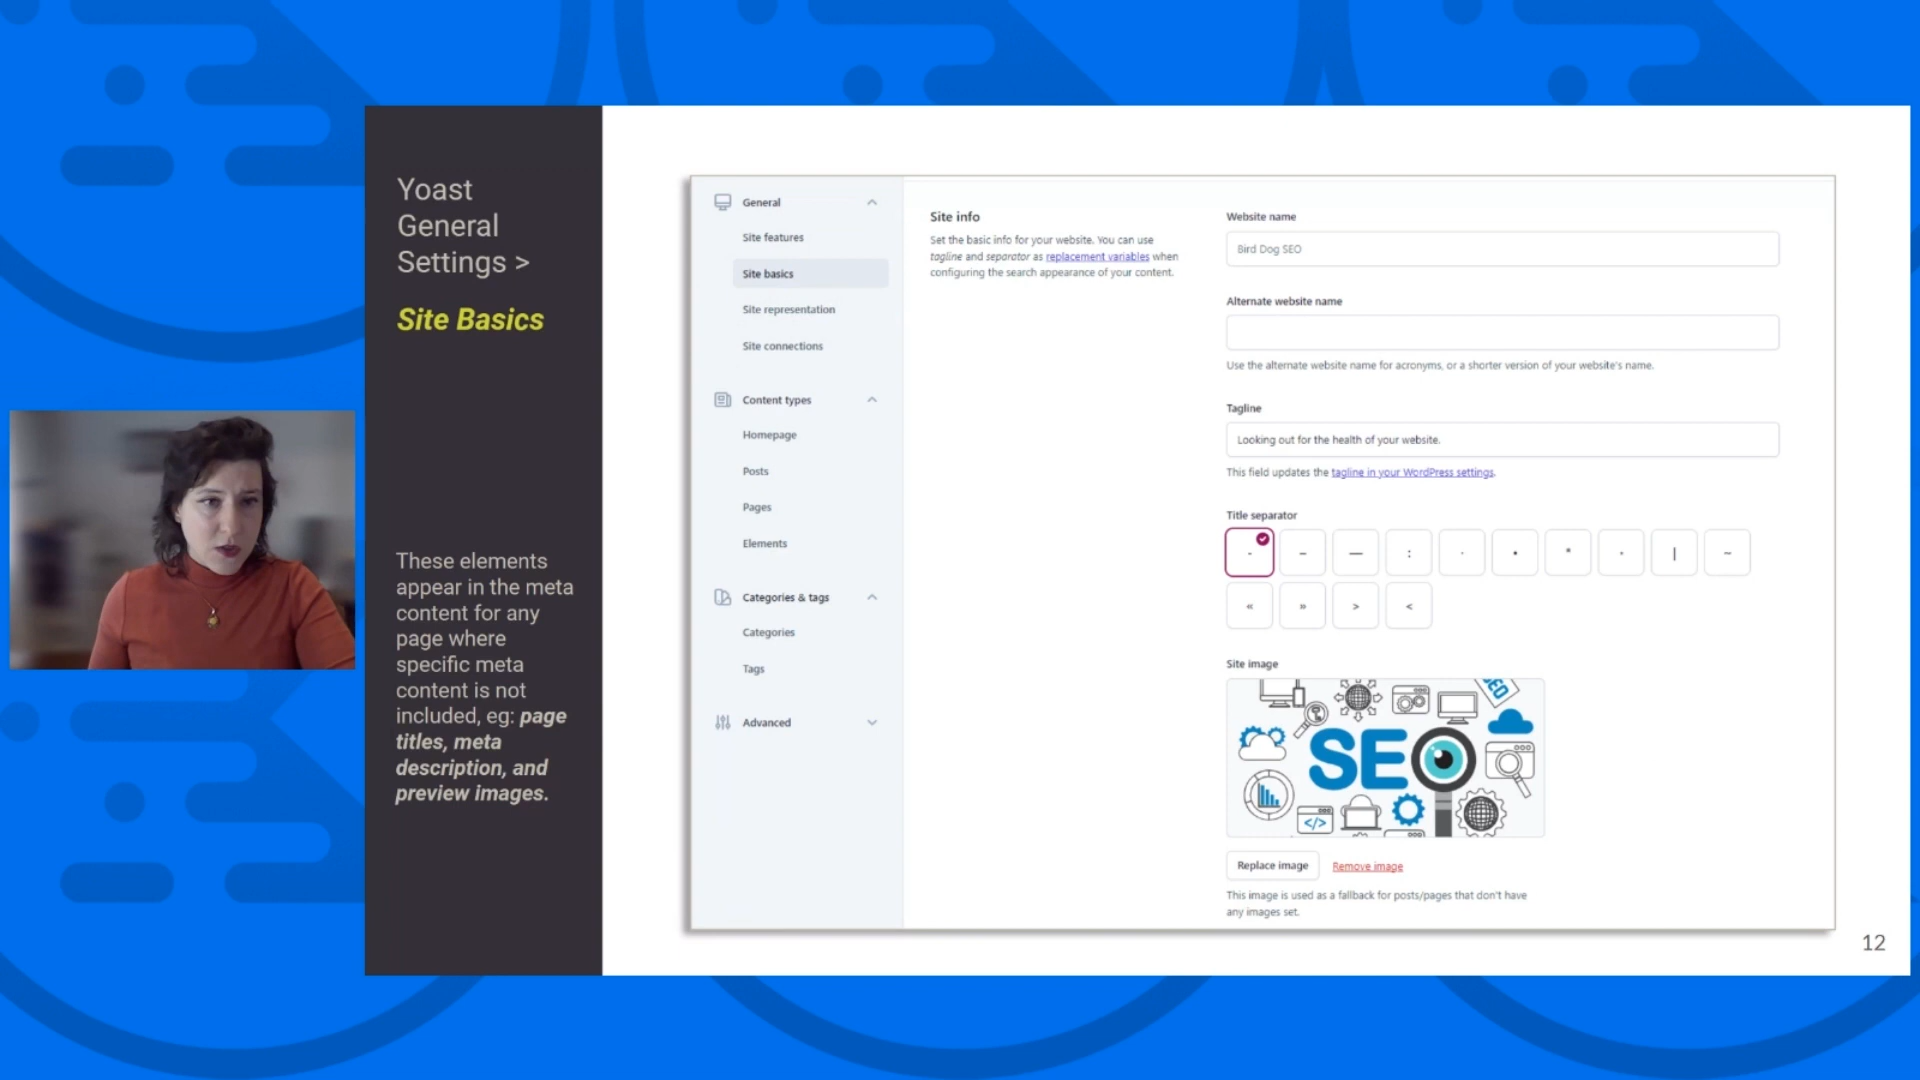 Yoast
General
Settings >
Site Basics
These elements
appear in the meta
content for any
page where
specific meta
content is not
included, eg: page
titles, meta
description, and
preview images.
General
Site features
Site basics
Site representation
Site connections
Content types
Homepage
Posts
Pages
Elements
Categories & tags
Categories
Tags
Advanced
Site info
Set the basic info for your website. You can use
tagline and separator as replacement variables when
configuring the search appearance of your content.
Website name
Bird Dog SEO
Alternate website name
Use the alternate website name for acronyms, or a shorter version of your website's name.
Tagline
Looking out for the health of your website.
This field updates the tagline in your WordPress settings.
Title separator
- – — : · • * ⋆ | ~
« » > <
Site image
SEO
SEO
</>
Replace image Remove image
This image is used as a fallback for posts/pages that don't have
any images set.
12